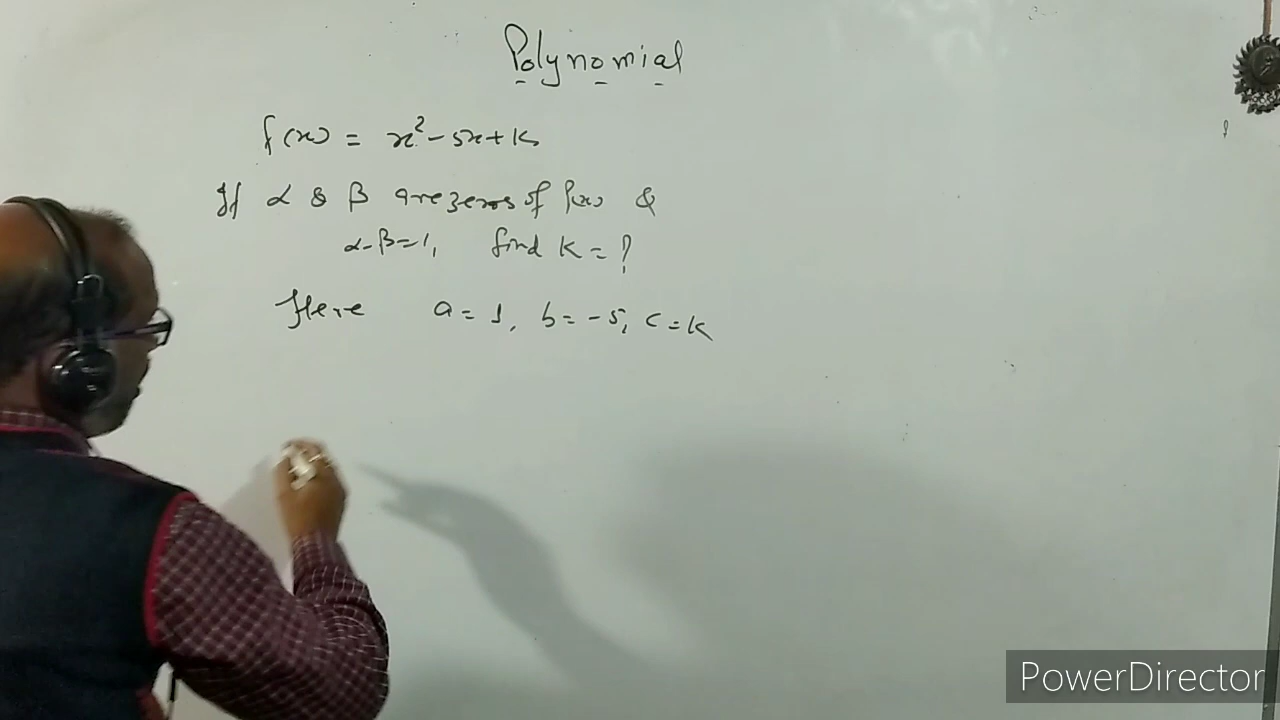 Polynomial
f(x) = x² - 5x + k
If α & β are zeros of f(x) &
α - β = 1, find k = ?
Here a = 1, b = -5, c = k
PowerDirector